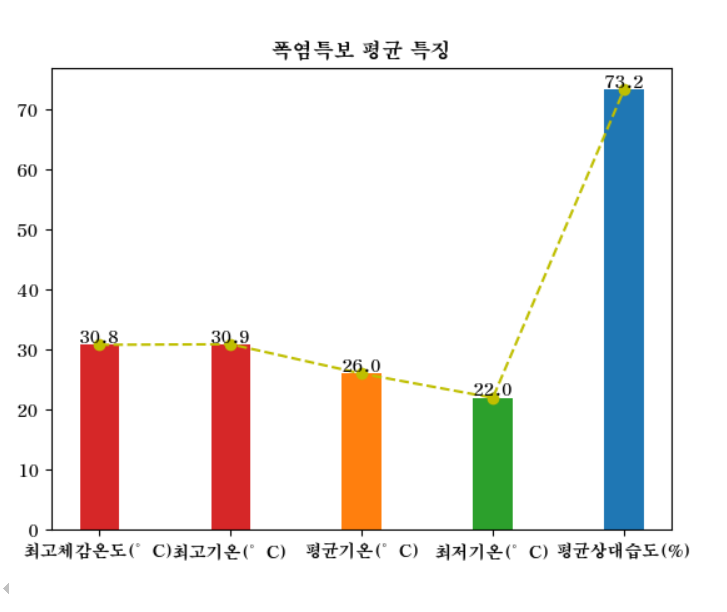 폭염특보 평균 특징
70
60
50
40
30
20
10
0
30.8
30.9
26.0
22.0
73.2
최고체감온도(° C)
최고기온(° C)
평균기온(° C)
최저기온(° C)
평균상대습도(%)